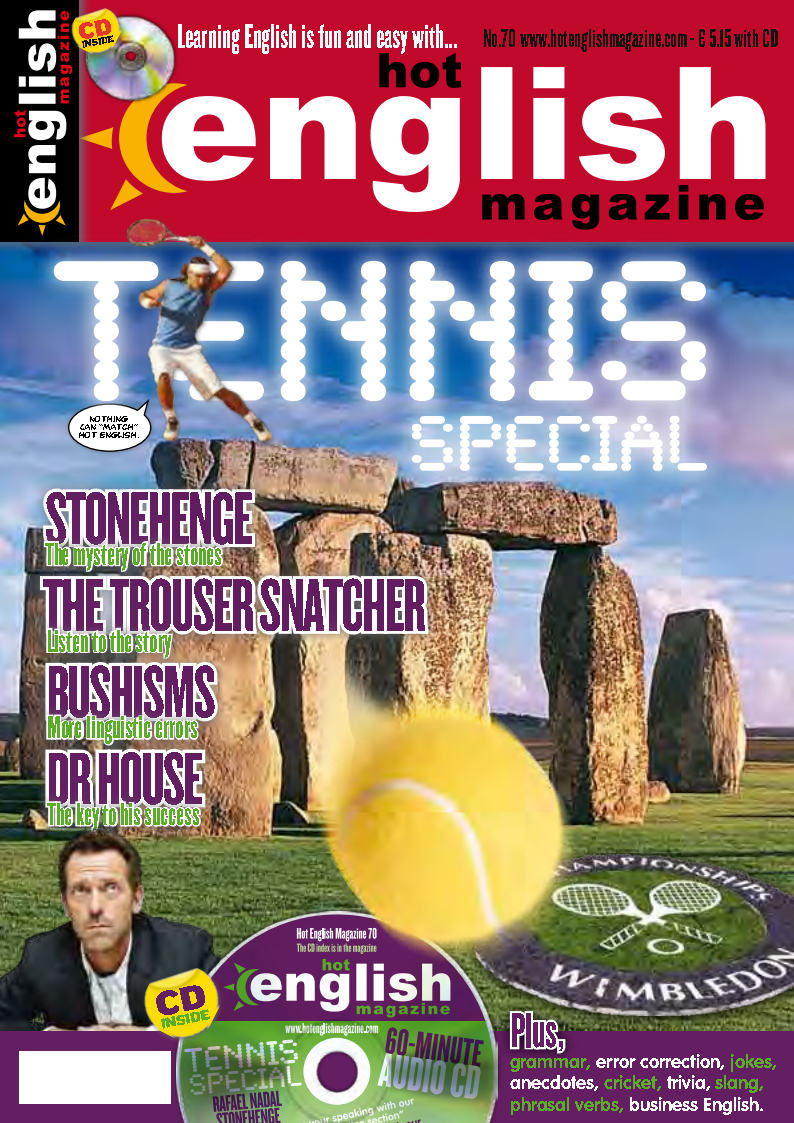 hot
english
magazine
CD
INSIDE
Learning English is fun and easy with...
No.70 www.hotenglishmagazine.com - € 5.15 with CD
hot
english
magazine
TENNIS
SPECIAL
NOTHING
CAN "MATCH"
HOT ENGLISH.
STONEHENGE
The mystery of the stones
THE TROUSER SNATCHER
Listen to the story
BUSHISMS
More linguistic errors
DR HOUSE
The key to his success
CHAMPIONSHIPS
WIMBLEDON
Hot English Magazine 70
The CD index is in the magazine
hot
english
magazine
www.hotenglishmagazine.com
CD
INSIDE
TENNIS
SPECIAL
60-MINUTE
AUDIO CD
RAFAEL NADAL
STONEHENGE
your speaking with our
section"
Plus,
grammar, error correction, jokes,
anecdotes, cricket, trivia, slang,
phrasal verbs, business English.